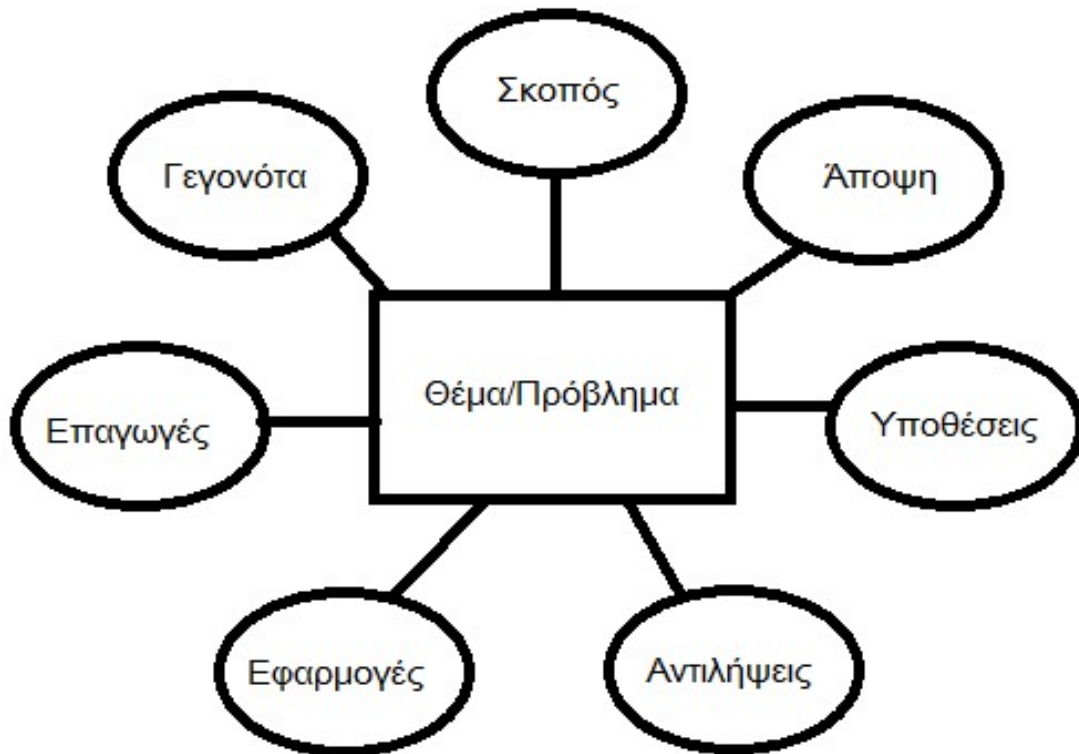 Σκοπός
Γεγονότα
Άποψη
Θέμα/Πρόβλημα
Επαγωγές
Υποθέσεις
Εφαρμογές
Αντιλήψεις